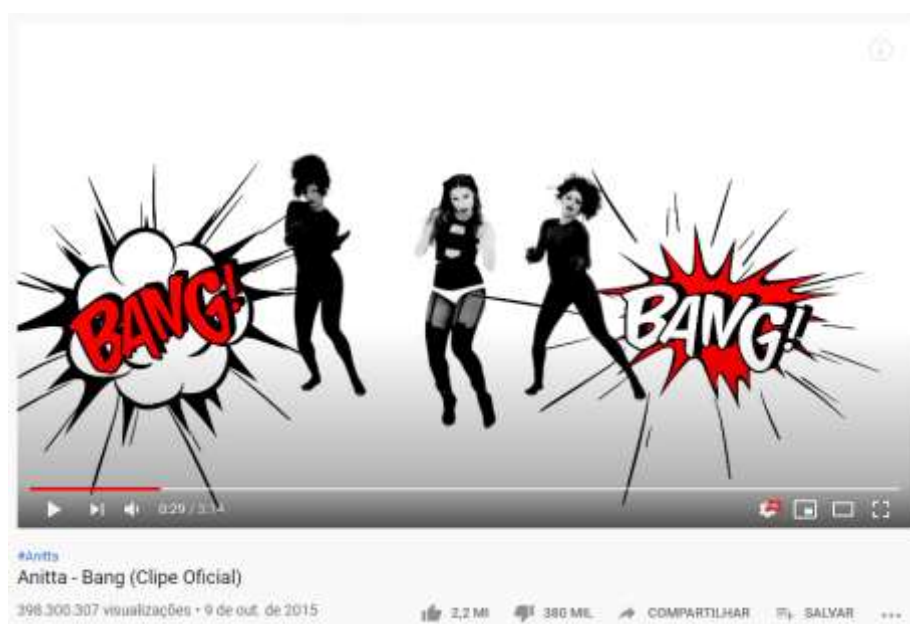 BANG!
BANG!!
0:29 / 3:14
#Anitta
Anitta - Bang (Clipe Oficial)
398.300.307 visualizações • 9 de out. de 2015
2,2 MI 380 MIL COMPARTILHAR SALVAR